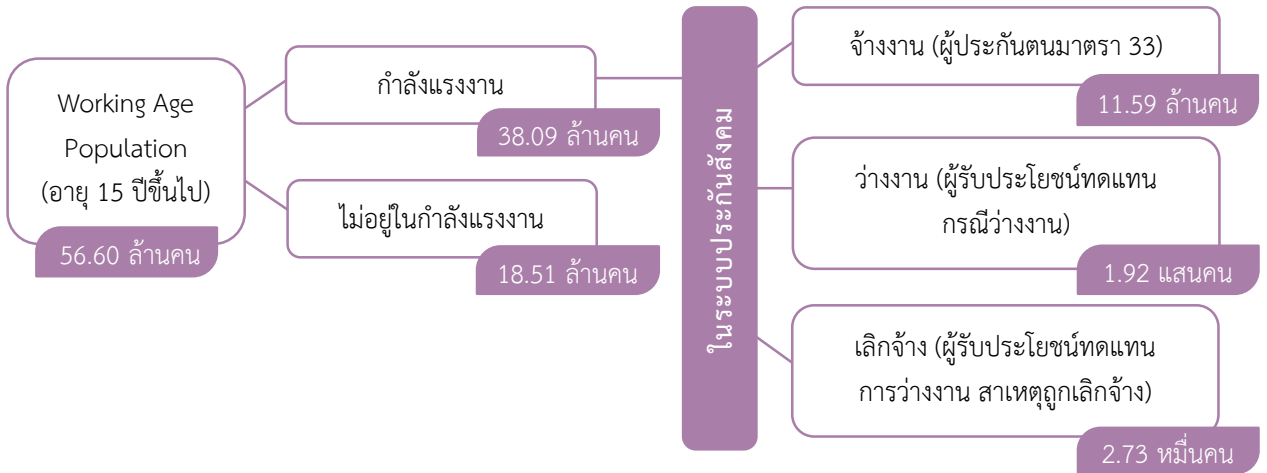 Working Age
Population
(อายุ 15 ปีขึ้นไป)
56.60 ล้านคน
กำลังแรงงาน
38.09 ล้านคน
ไม่อยู่ในกำลังแรงงาน
18.51 ล้านคน
ในระบบประกันสังคม
จ้างงาน (ผู้ประกันตนมาตรา 33)
11.59 ล้านคน
ว่างงาน (ผู้รับประโยชน์ทดแทน
กรณีว่างงาน)
1.92 แสนคน
เลิกจ้าง (ผู้รับประโยชน์ทดแทน
การว่างงาน สาเหตุถูกเลิกจ้าง)
2.73 หมื่นคน